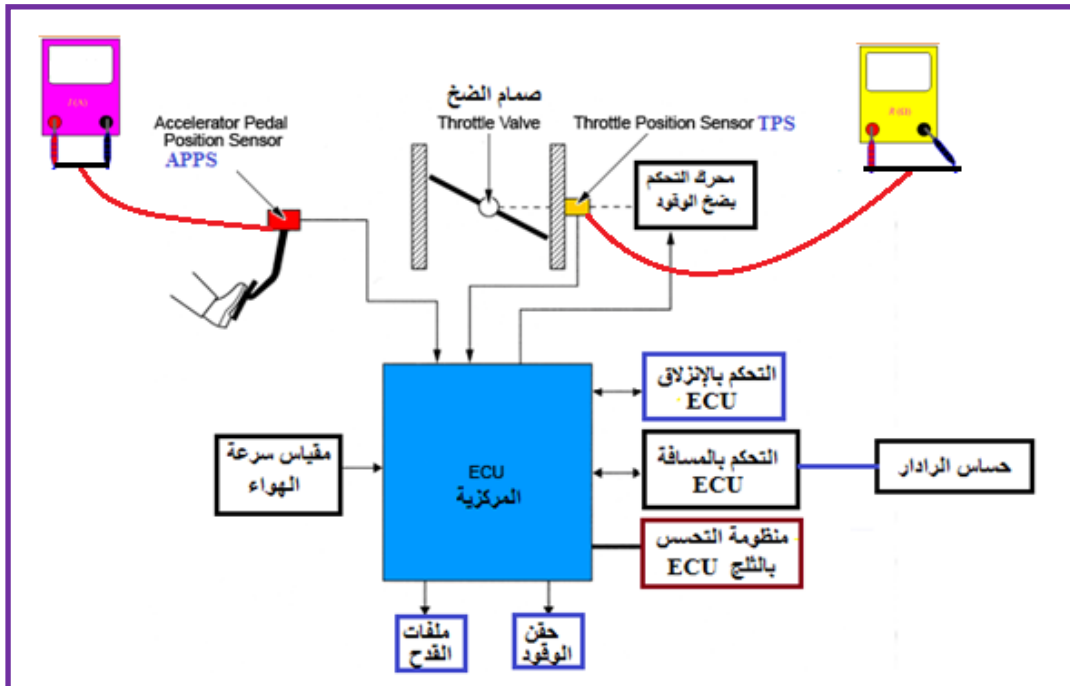 صمام الضخ
Throttle Valve
I (A)
R (Ω)
Accelerator Pedal
Position Sensor
APPS
Throttle Position Sensor TPS
محرك التحكم
بضخ الوقود
التحكم بالإنزلاق
ECU
مقياس سرعة
الهواء
ECU
المركزية
التحكم بالمسافة
ECU
حساس الرادار
منظومة التحسس
بالثلج ECU
ملفات
القدح
حقن
الوقود